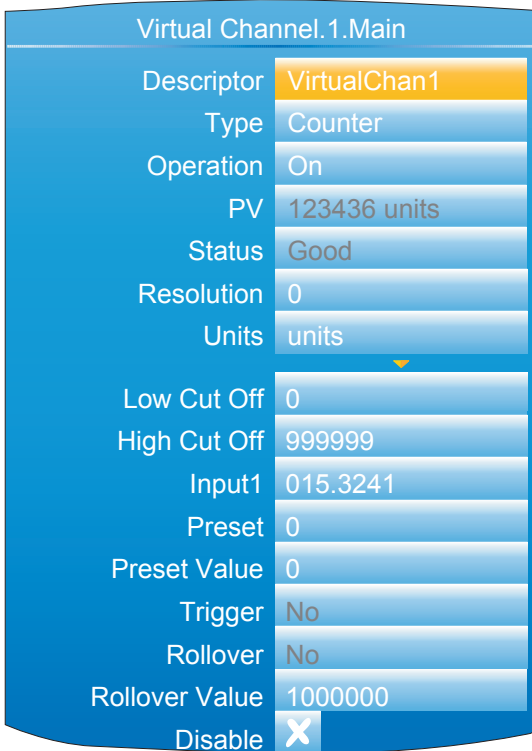 Virtual Channel.1.Main
Descriptor VirtualChan1
Type Counter
Operation On
PV 123436 units
Status Good
Resolution 0
Units units
Low Cut Off 0
High Cut Off 999999
Input1 015.3241
Preset 0
Preset Value 0
Trigger No
Rollover No
Rollover Value 1000000
Disable X